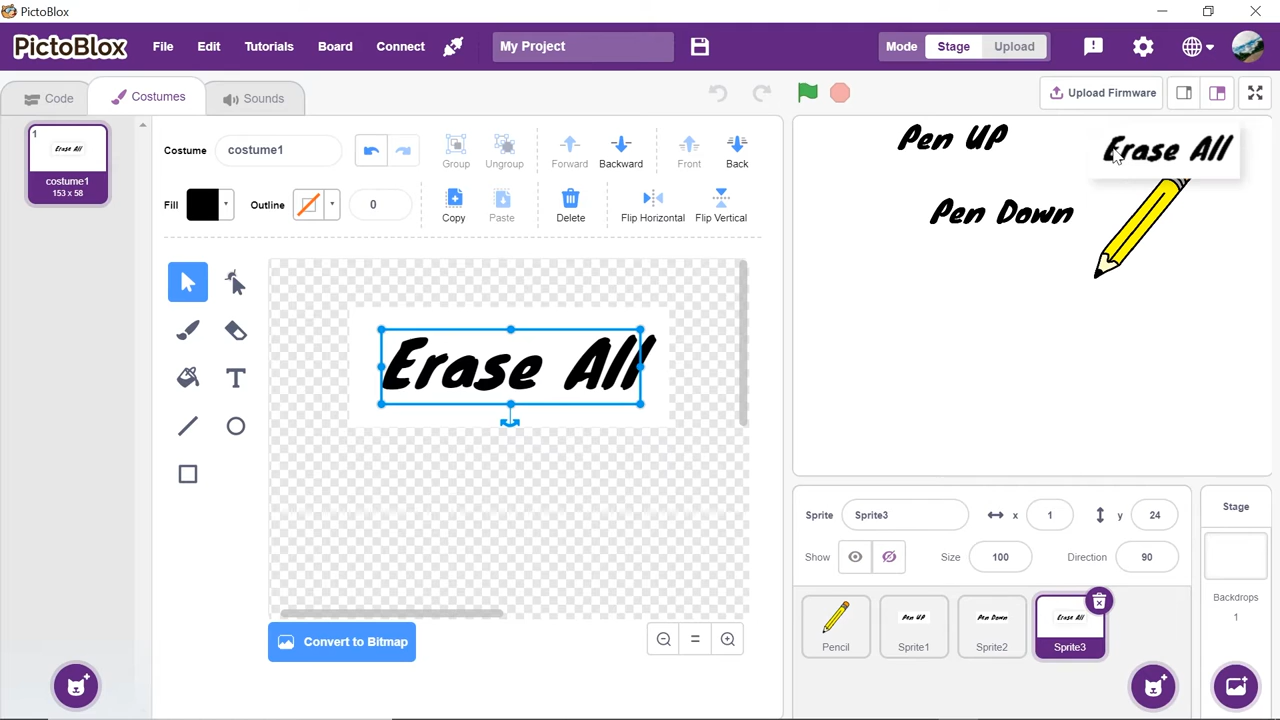 PictoBlox
PictoBlox File Edit Tutorials Board Connect My Project Mode Stage Upload
Code Costumes Sounds Upload Firmware
1
Erase All
costume1
153 x 58
Costume costume1 Group Ungroup Forward Backward Front Back
Fill Outline 0 Copy Paste Delete Flip Horizontal Flip Vertical
Erase All
T
Convert to Bitmap
Pen UP
Erase All
Pen Down
Sprite Sprite3 x 1 y 24
Show Size 100 Direction 90
Pencil
Pen UP
Sprite1
Pen Down
Sprite2
Erase All
Sprite3
Stage
Backdrops
1